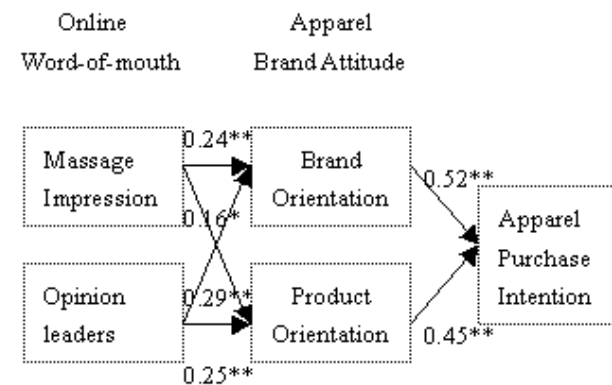 Online
Word-of-mouth
Apparel
Brand Attitude
Massage
Impression
0.24**
Brand
Orientation
0.16*
0.52**
Apparel
Purchase
Intention
Opinion
leaders
0.29**
Product
Orientation
0.45**
0.25**